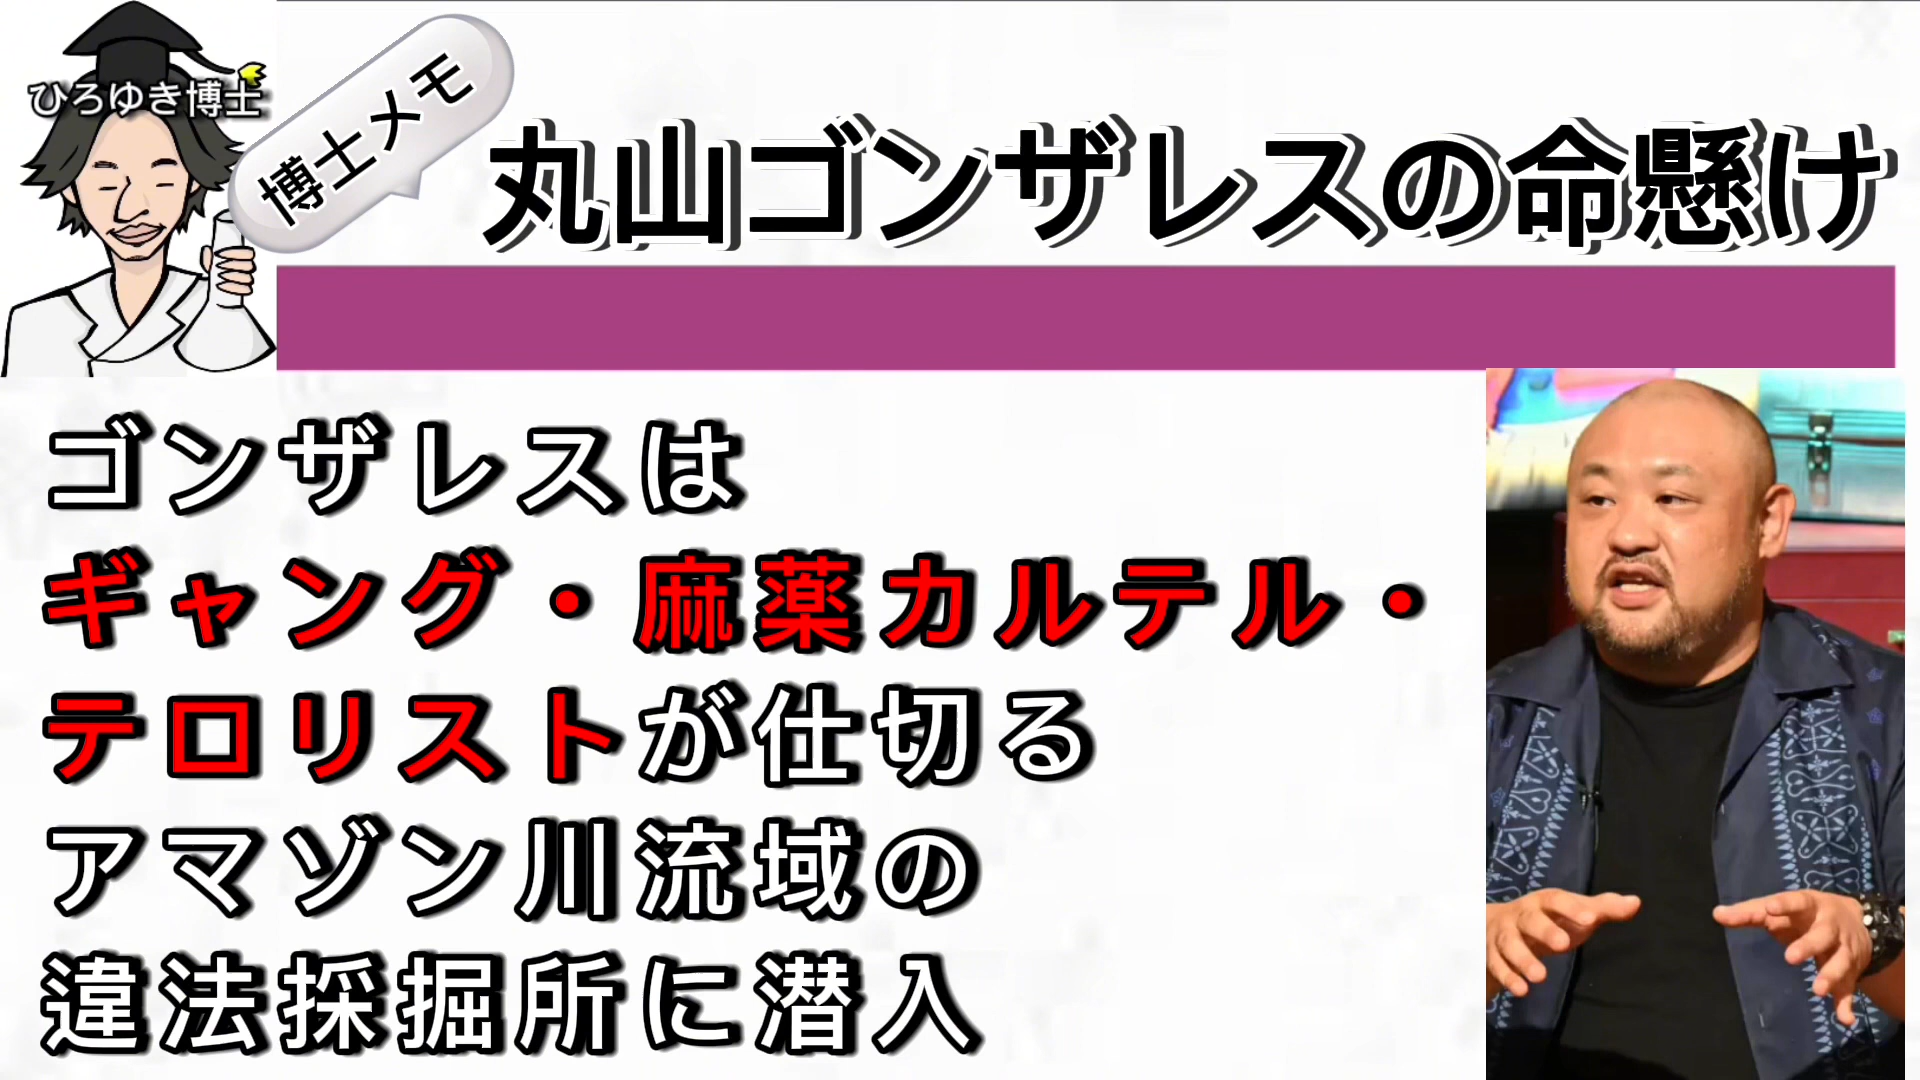 ひろゆき博士
博士メモ
丸山ゴンザレスの命懸け
ゴンザレスは
ギャング・麻薬カルテル・
テロリストが仕切る
アマゾン川流域の
違法採掘所に潜入